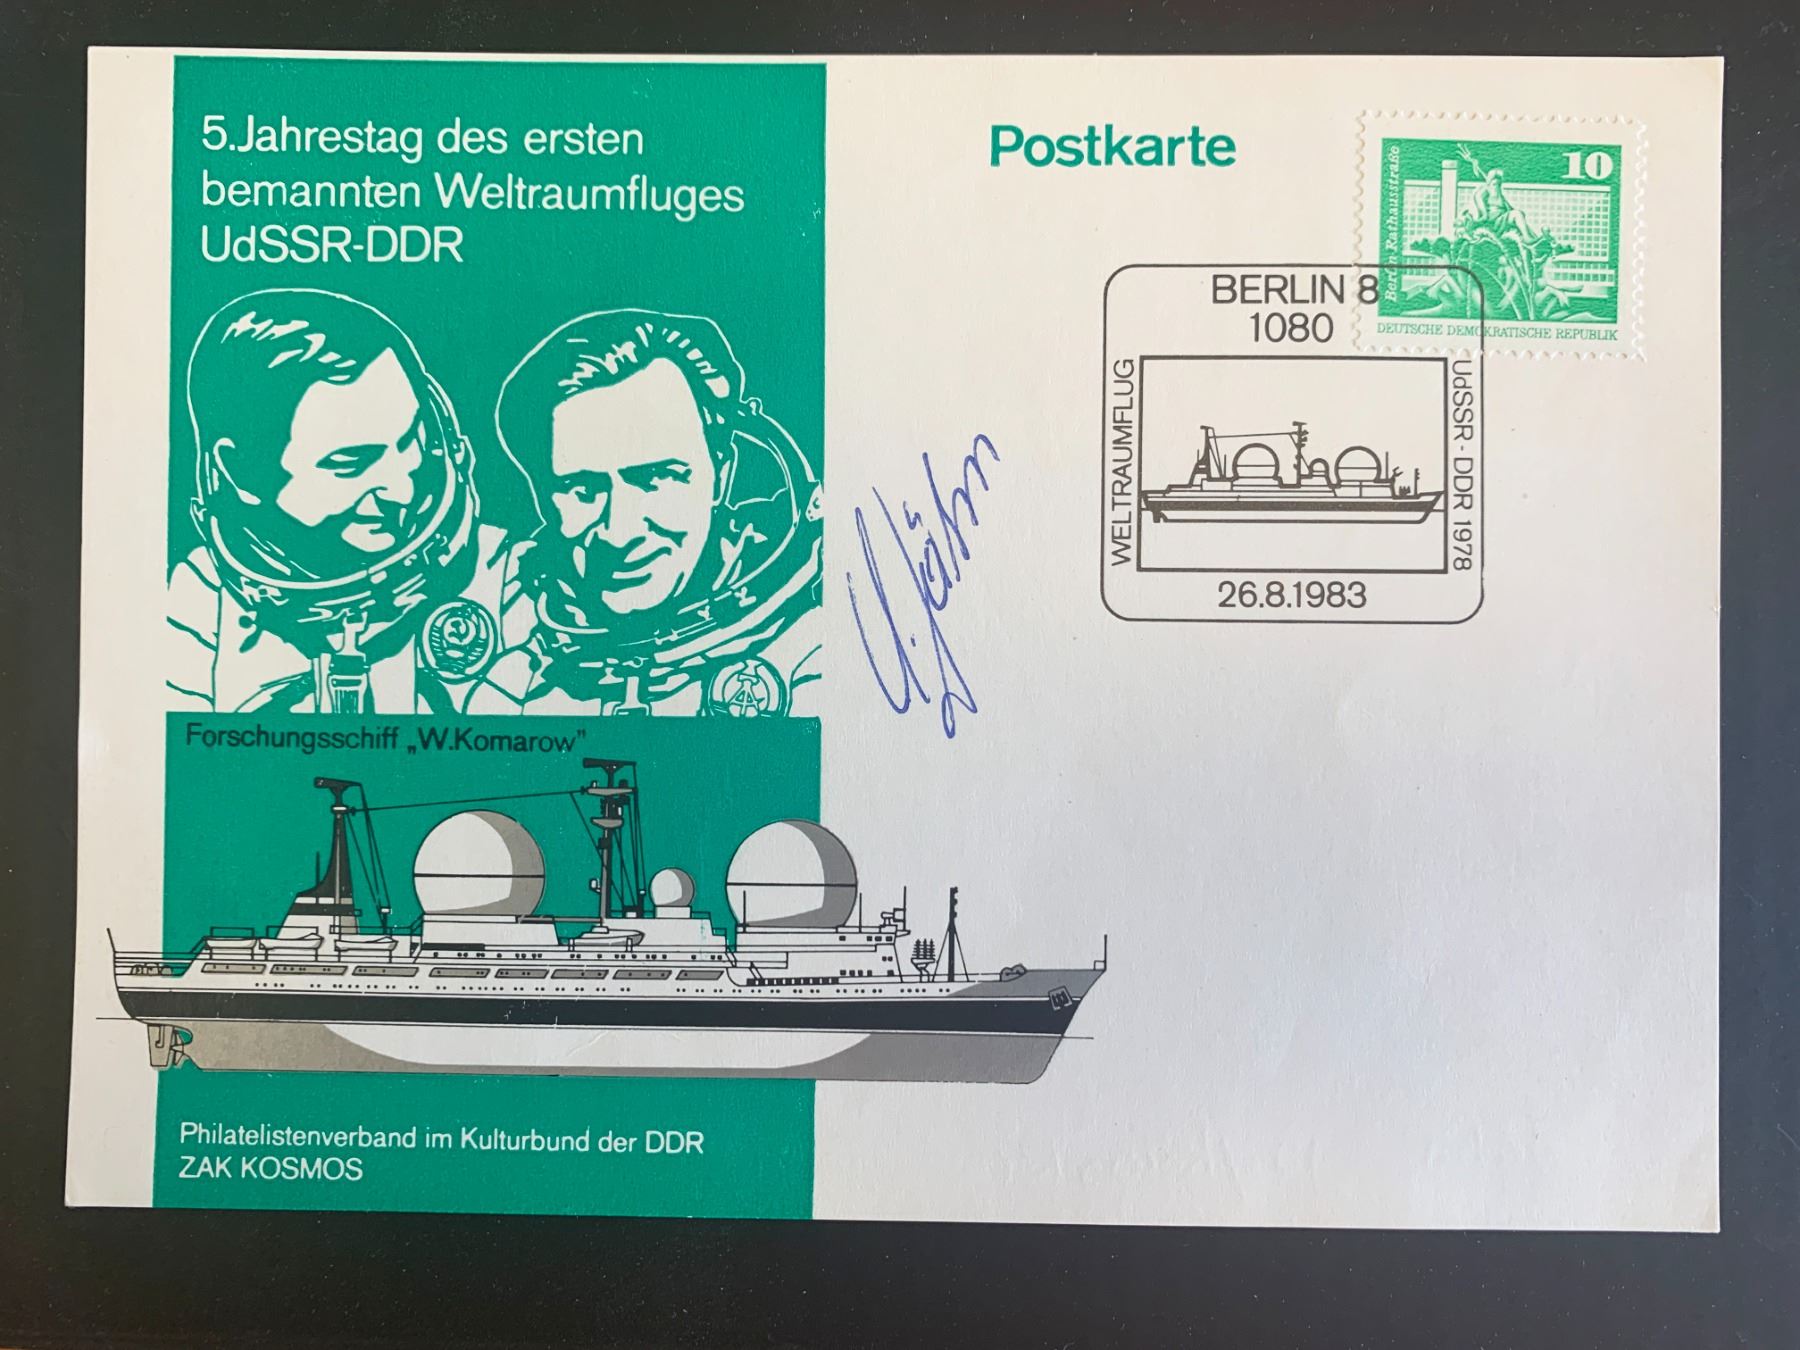 5.Jahrestag des ersten
bemannten Weltraumfluges
UdSSR-DDR
Forschungsschiff „W.Komarow"
Philatelistenverband im Kulturbund der DDR
ZAK KOSMOS
Postkarte
10
Berlin-Rathausstraße
DEUTSCHE DEMOKRATISCHE REPUBLIK
BERLIN 8
1080
WELTRAUMFLUG
UdSSR - DDR 1978
26.8.1983
S. Jähn